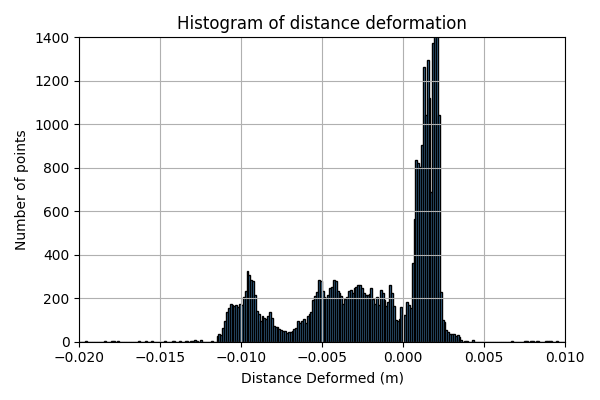 Histogram of distance deformation
1400
1200
1000
800
600
400
200
0
Number of points
−0.020 −0.015 −0.010 −0.005 0.000 0.005 0.010
Distance Deformed (m)